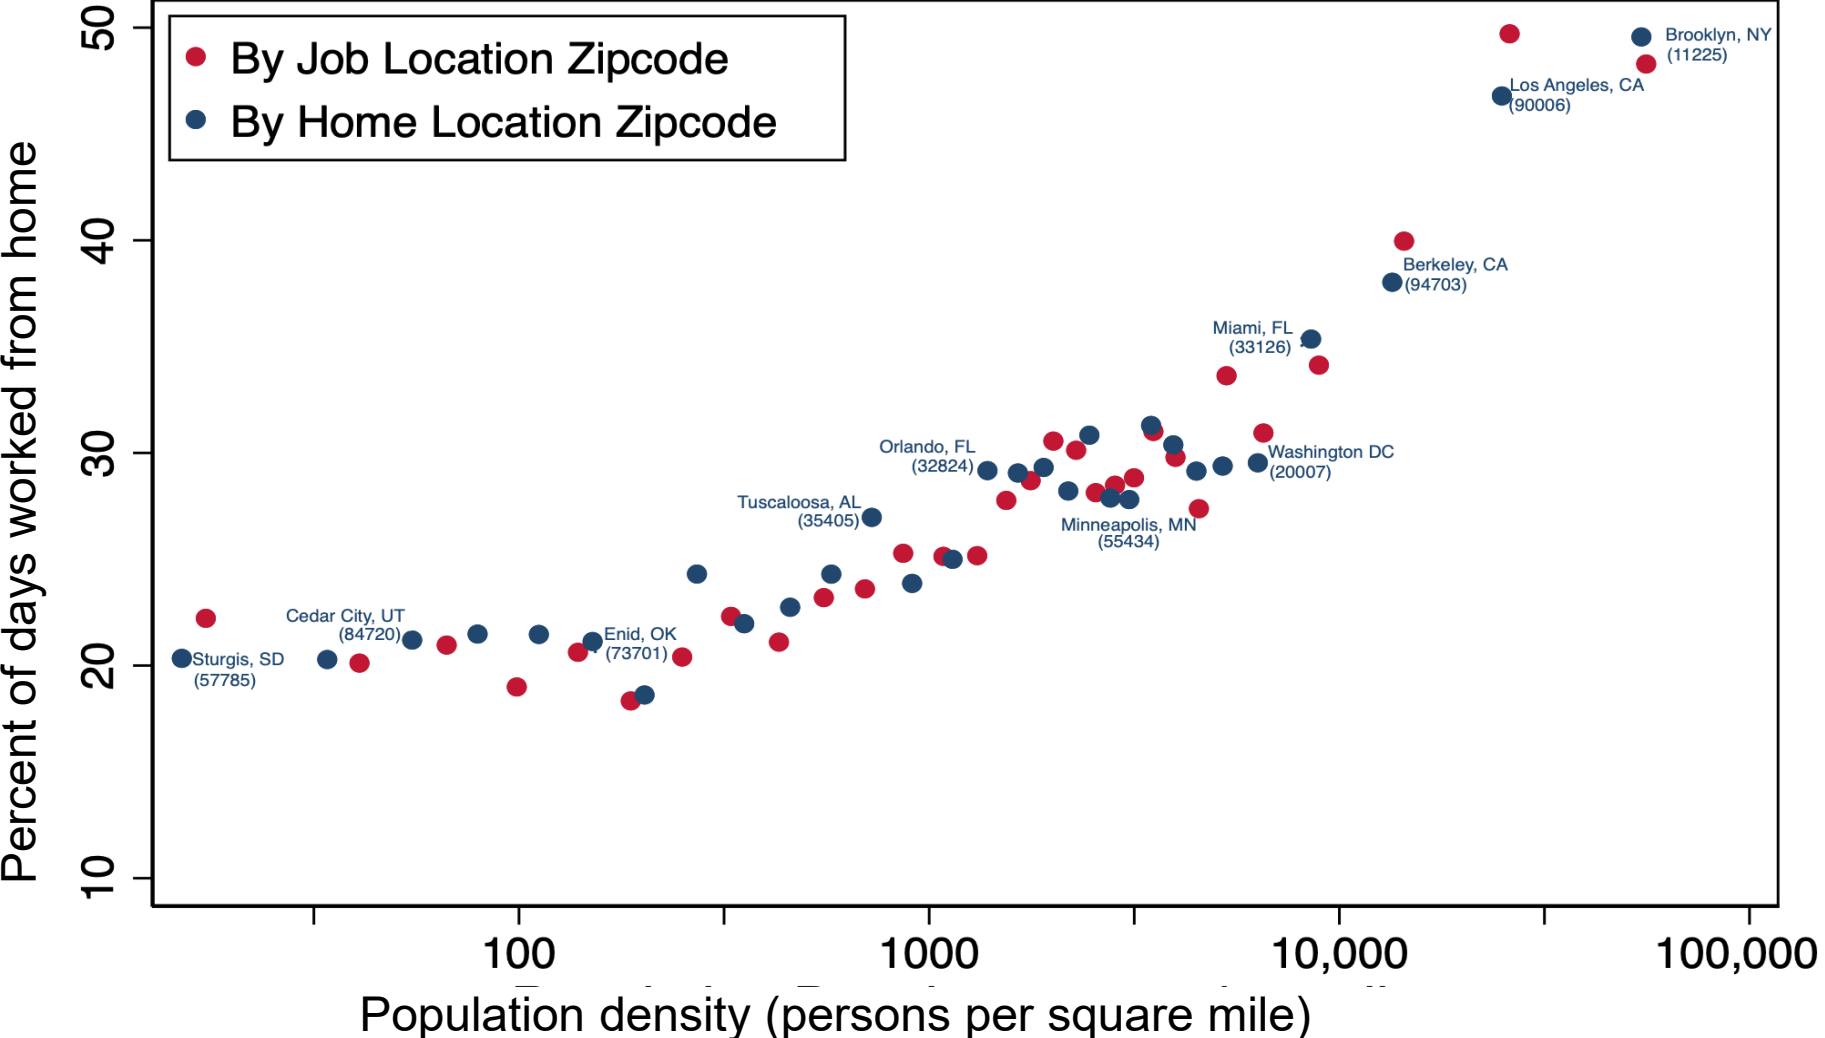 50
40
30
20
10
Percent of days worked from home
By Job Location Zipcode
By Home Location Zipcode
Brooklyn, NY
(11225)
Los Angeles, CA
(90006)
Berkeley, CA
(94703)
Miami, FL
(33126)
Orlando, FL
(32824)
Washington DC
(20007)
Tuscaloosa, AL
(35405)
Minneapolis, MN
(55434)
Cedar City, UT
(84720)
Enid, OK
(73701)
Sturgis, SD
(57785)
100
1000
10,000
100,000
Population density (persons per square mile)